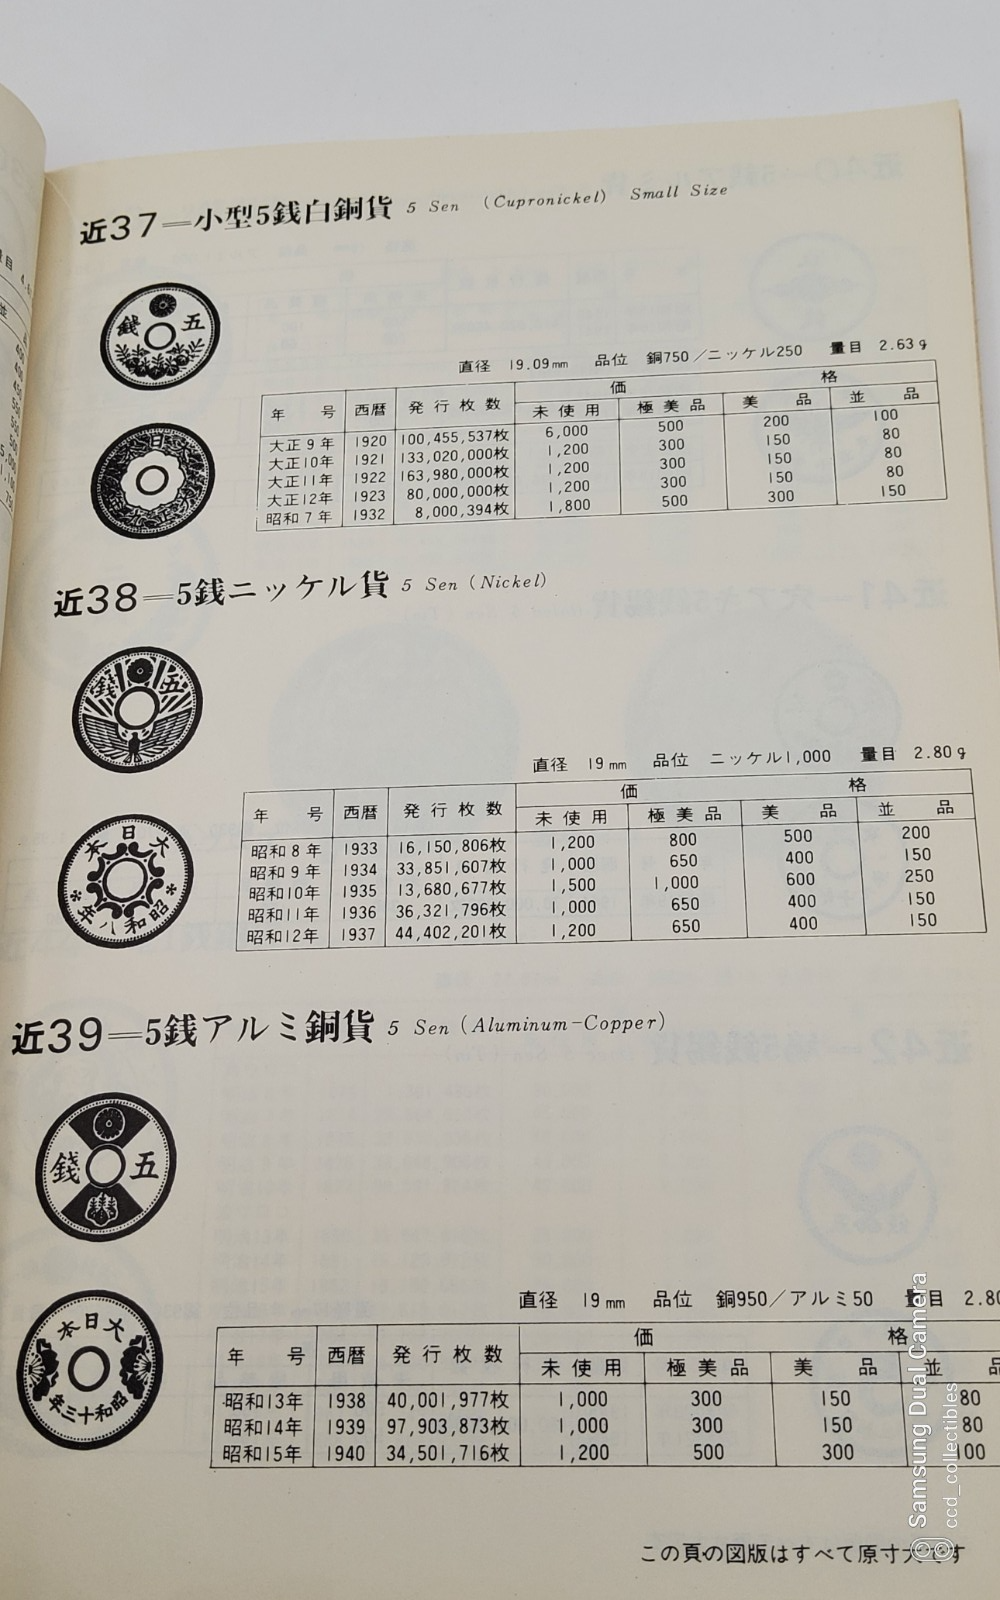 近37＝小型5銭白銅貨 5 Sen (Cupronickel) Small Size
五 銭
直径 19.09mm 品位 銅750／ニッケル250 量目 2.63g
年号 西暦 発行枚数 価格
未使用 極美品 美品 並品
大正9年 1920 100,455,537枚 6,000 500 200 100
大正10年 1921 133,020,000枚 1,200 300 150 80
大正11年 1922 163,980,000枚 1,200 300 150 80
大正12年 1923 80,000,000枚 1,200 300 150 80
昭和7年 1932 8,000,394枚 1,800 500 300 150
近38＝5銭ニッケル貨 5 Sen (Nickel)
五 銭
直径 19mm 品位 ニッケル1,000 量目 2.80g
年号 西暦 発行枚数 価格
未使用 極美品 美品 並品
大日本
昭和八年
昭和8年 1933 16,150,806枚 1,200 800 500 200
昭和9年 1934 33,851,607枚 1,000 650 400 150
昭和10年 1935 13,680,677枚 1,500 1,000 600 250
昭和11年 1936 36,321,796枚 1,000 650 400 150
昭和12年 1937 44,402,201枚 1,200 650 400 150
近39＝5銭アルミ銅貨 5 Sen (Aluminum-Copper)
五 錢
直径 19mm 品位 銅950／アルミ50 量目 2.80
大日本
昭和十三年
年号 西暦 発行枚数 価格
未使用 極美品 美品 並品
昭和13年 1938 40,001,977枚 1,000 300 150 80
昭和14年 1939 97,903,873枚 1,000 300 150 80
昭和15年 1940 34,501,716枚 1,200 500 300 100
この頁の図版はすべて原寸大です
Samsung Dual Camera
ccd_collectibles